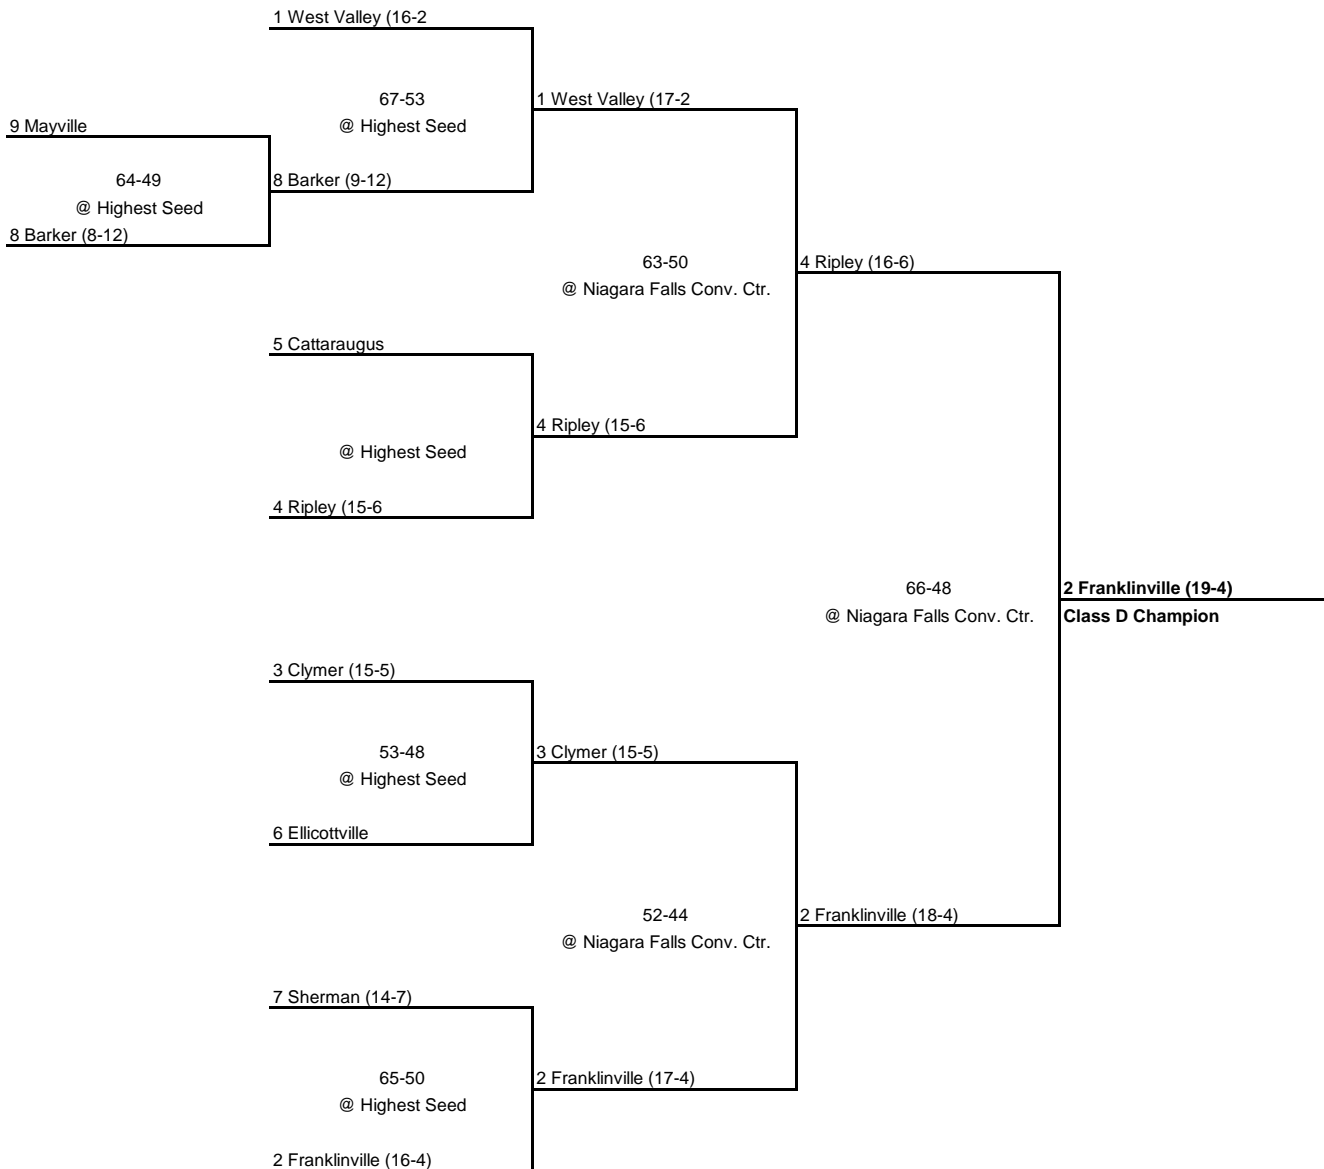 1 West Valley (16-2
67-53
@ Highest Seed
1 West Valley (17-2
9 Mayville
64-49
@ Highest Seed
8 Barker (9-12)
8 Barker (8-12)
63-50
@ Niagara Falls Conv. Ctr.
4 Ripley (16-6)
5 Cattaraugus
@ Highest Seed
4 Ripley (15-6
4 Ripley (15-6
66-48
@ Niagara Falls Conv. Ctr.
2 Franklinville (19-4)
Class D Champion
3 Clymer (15-5)
53-48
@ Highest Seed
3 Clymer (15-5)
6 Ellicottville
52-44
@ Niagara Falls Conv. Ctr.
2 Franklinville (18-4)
7 Sherman (14-7)
65-50
@ Highest Seed
2 Franklinville (17-4)
2 Franklinville (16-4)